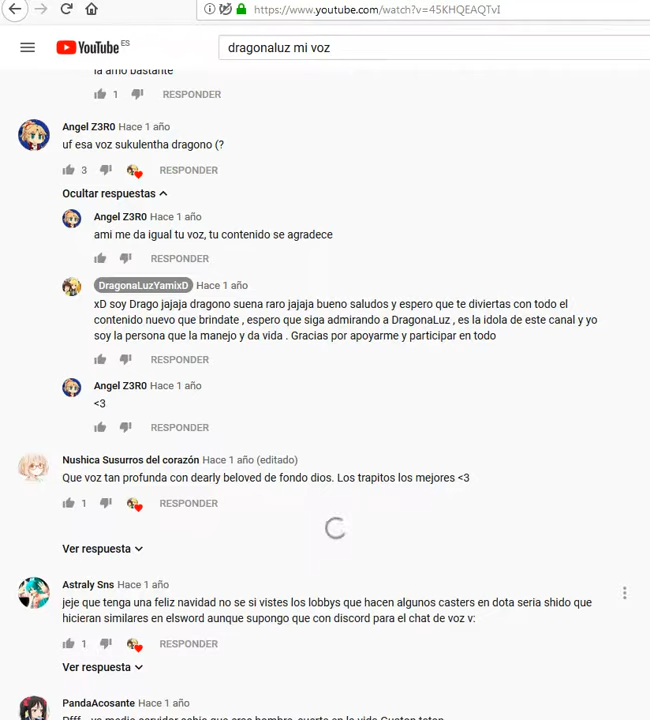 https://www.youtube.com/watch?v=45KHQEAQTvI
YouTube ES
dragonaluz mi voz
la amo bastante
1 RESPONDER
Angel Z3R0 Hace 1 año
uf esa voz sukulentha dragono (?
3 RESPONDER
Ocultar respuestas
Angel Z3R0 Hace 1 año
ami me da igual tu voz, tu contenido se agradece
RESPONDER
DragonaLuzYamixD Hace 1 año
xD soy Drago jajaja dragono suena raro jajaja bueno saludos y espero que te diviertas con todo el
contenido nuevo que brindate , espero que siga admirando a DragonaLuz , es la idola de este canal y yo
soy la persona que la manejo y da vida . Gracias por apoyarme y participar en todo
RESPONDER
Angel Z3R0 Hace 1 año
<3
RESPONDER
Nushica Susurros del corazón Hace 1 año (editado)
Que voz tan profunda con dearly beloved de fondo dios. Los trapitos los mejores <3
1 RESPONDER
Ver respuesta
Astraly Sns Hace 1 año
jeje que tenga una feliz navidad no se si vistes los lobbys que hacen algunos casters en dota seria shido que
hicieran similares en elsword aunque supongo que con discord para el chat de voz v:
1 RESPONDER
Ver respuesta
PandaAcosante Hace 1 año